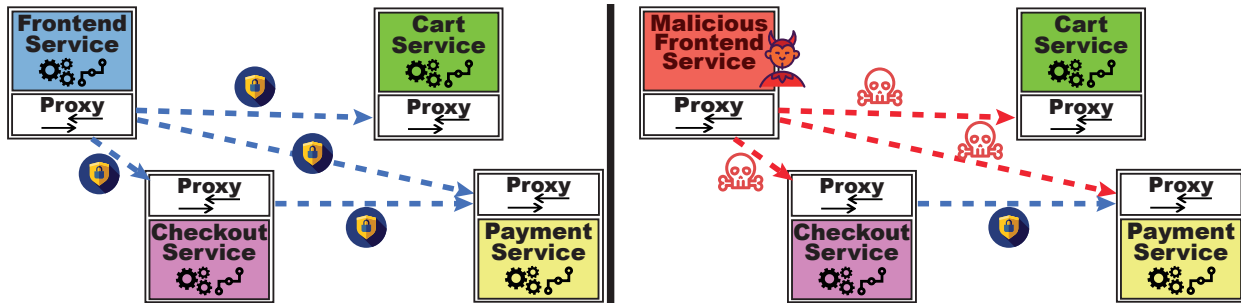 Frontend
Service
Proxy
Cart
Service
Proxy
Proxy
Checkout
Service
Proxy
Payment
Service
Malicious
Frontend
Service
Proxy
Cart
Service
Proxy
Proxy
Checkout
Service
Proxy
Payment
Service